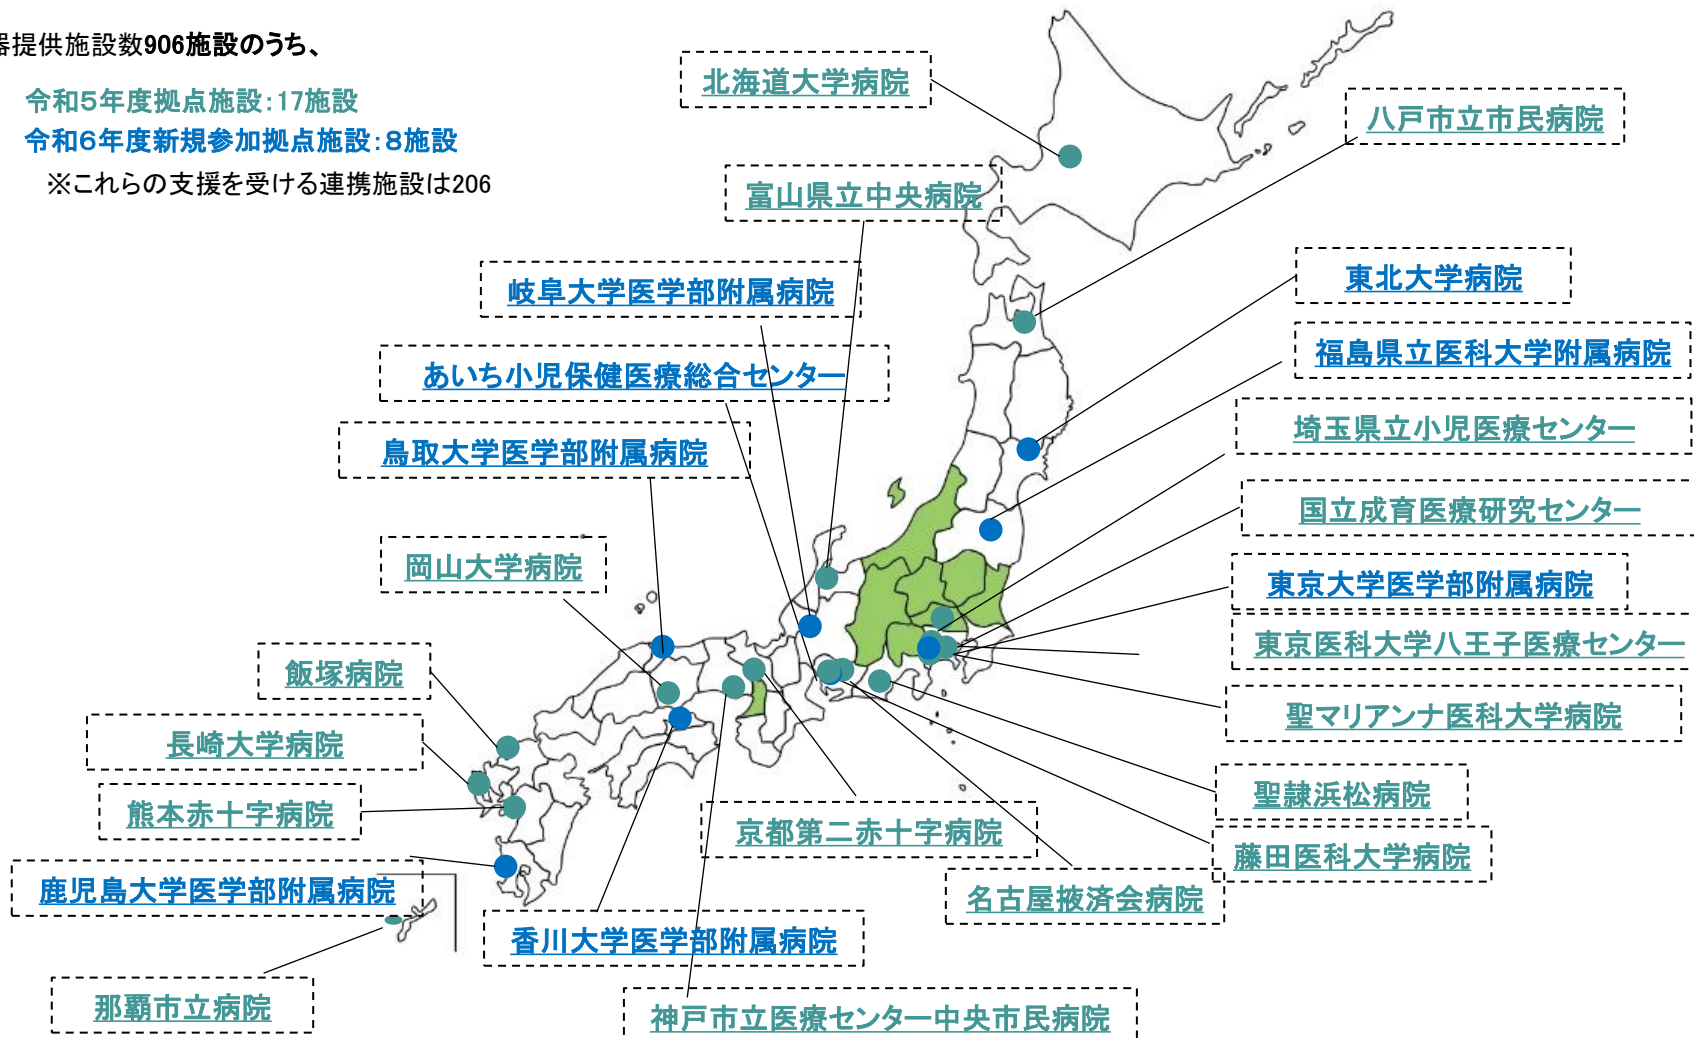 器提供施設数906施設のうち、
令和5年度拠点施設:17施設
令和6年度新規参加拠点施設:8施設
※これらの支援を受ける連携施設は206
北海道大学病院
八戸市立市民病院
富山県立中央病院
東北大学病院
岐阜大学医学部附属病院
福島県立医科大学附属病院
あいち小児保健医療総合センター
埼玉県立小児医療センター
鳥取大学医学部附属病院
国立成育医療研究センター
岡山大学病院
東京大学医学部附属病院
東京医科大学八王子医療センター
飯塚病院
聖マリアンナ医科大学病院
長崎大学病院
聖隷浜松病院
熊本赤十字病院
京都第二赤十字病院
藤田医科大学病院
鹿児島大学医学部附属病院
名古屋掖済会病院
香川大学医学部附属病院
那覇市立病院
神戸市立医療センター中央市民病院